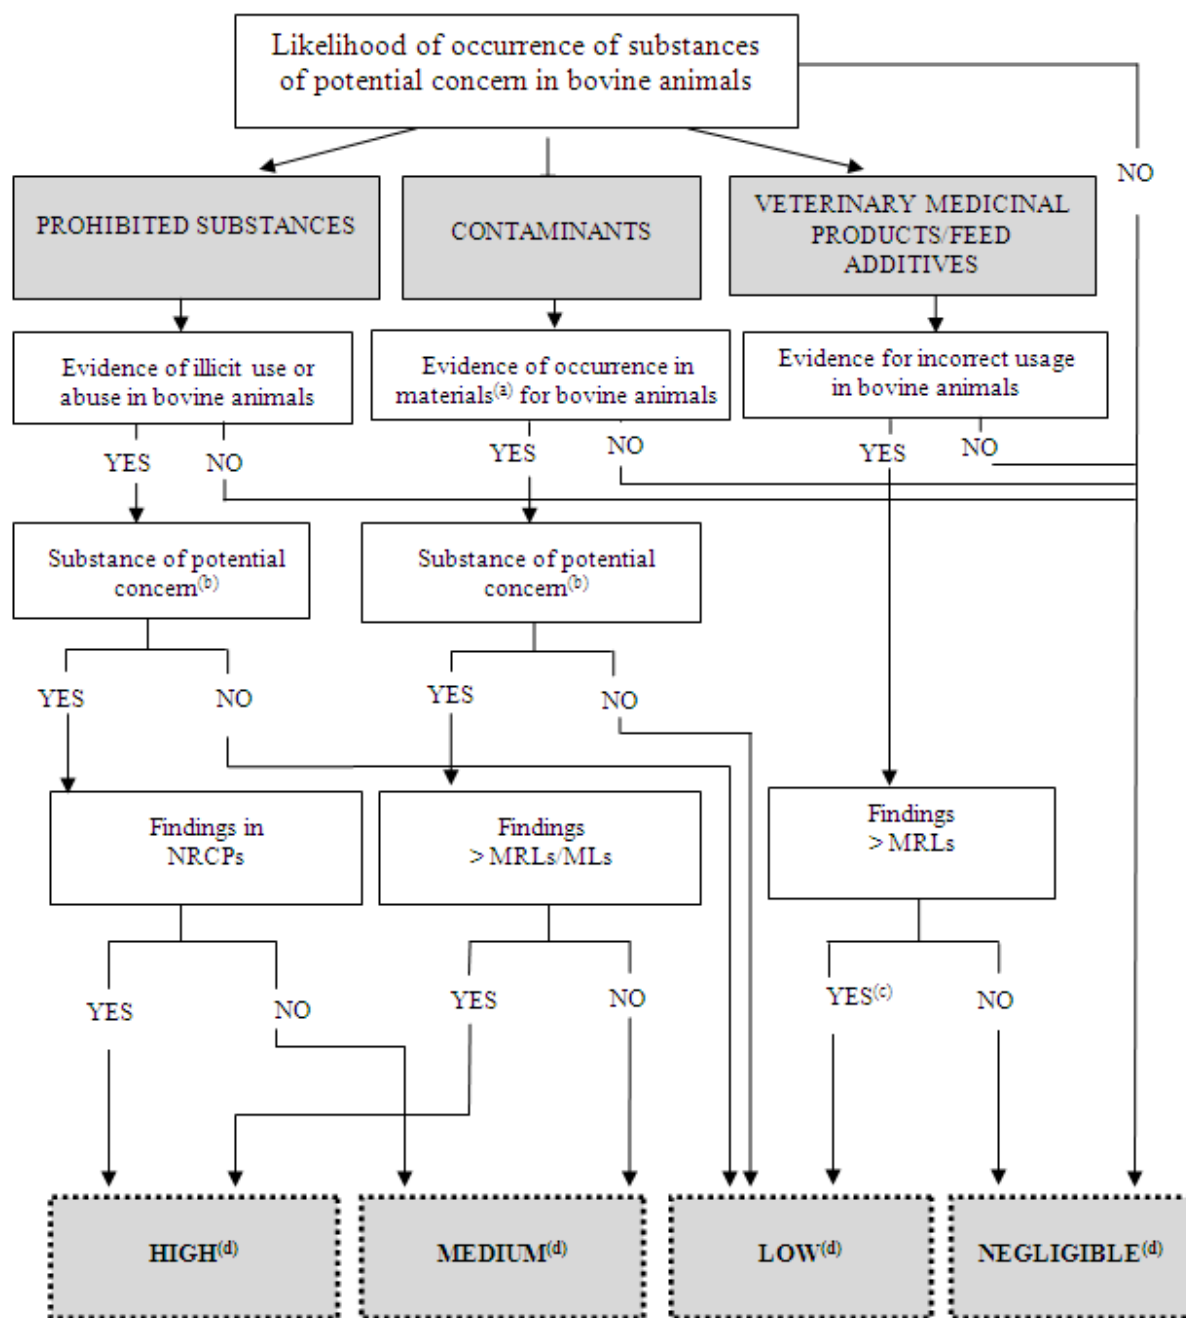 Likelihood of occurrence of substances
of potential concern in bovine animals
NO
PROHIBITED SUBSTANCES
CONTAMINANTS
VETERINARY MEDICINAL
PRODUCTS/FEED
ADDITIVES
Evidence of illicit use or
abuse in bovine animals
Evidence of occurrence in
materials(a) for bovine animals
Evidence for incorrect usage
in bovine animals
YES
NO
YES
NO
YES
NO
Substance of potential
concern(b)
Substance of potential
concern(b)
YES
NO
YES
NO
Findings in
NRCPs
Findings
> MRLs/MLs
Findings
> MRLs
YES
NO
YES
NO
YES(c)
NO
HIGH(d)
MEDIUM(d)
LOW(d)
NEGLIGIBLE(d)